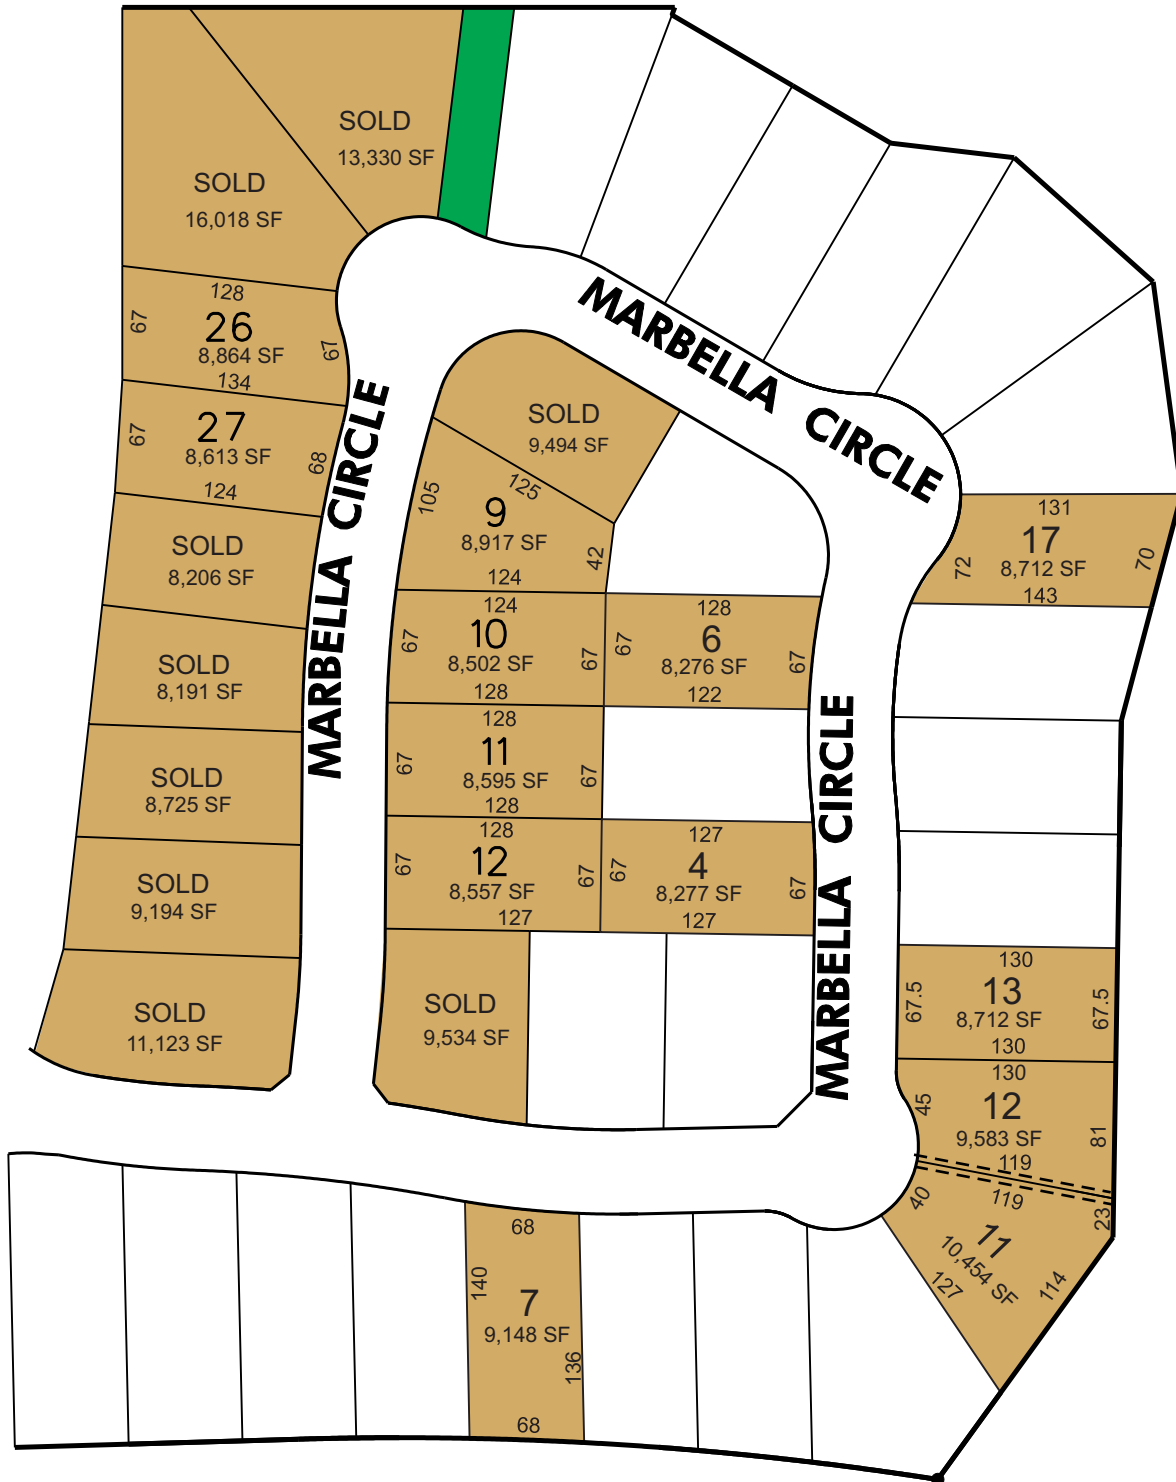 SOLD
13,330 SF
SOLD
16,018 SF
128
67
26
8,864 SF
67
134
67
27
8,613 SF
68
124
SOLD
8,206 SF
SOLD
8,191 SF
SOLD
8,725 SF
SOLD
9,194 SF
SOLD
11,123 SF
MARBELLA CIRCLE
MARBELLA CIRCLE
MARBELLA CIRCLE
SOLD
9,494 SF
125
105
9
8,917 SF
42
124
124
67
10
8,502 SF
67
128
128
67
6
8,276 SF
67
122
128
67
11
8,595 SF
67
128
128
67
12
8,557 SF
67
127
127
67
4
8,277 SF
67
127
SOLD
9,534 SF
131
72
17
8,712 SF
70
143
130
67.5
13
8,712 SF
67.5
130
130
45
12
9,583 SF
81
119
119
40
23
11
10,454 SF
127
114
68
140
7
9,148 SF
136
68